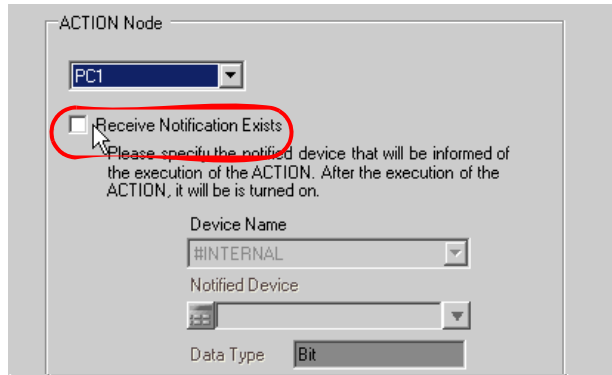 ACTION Node
PC1
Receive Notification Exists
Please specify the notified device that will be informed of
the execution of the ACTION. After the execution of the
ACTION, it will be is turned on.
Device Name
#INTERNAL
Notified Device
Data Type Bit